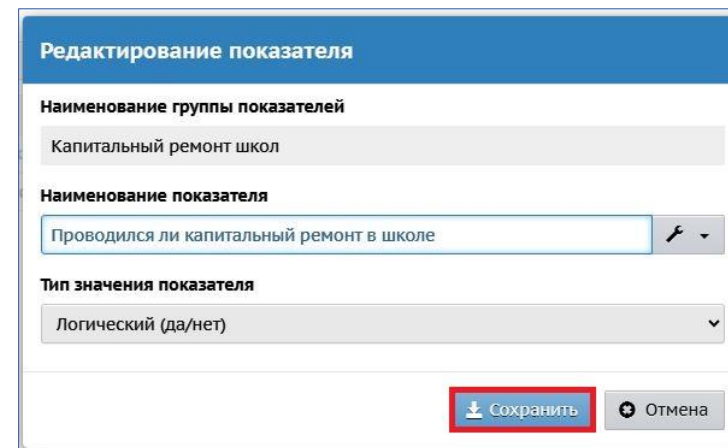 Редактирование показателя
Наименование группы показателей
Капитальный ремонт школ
Наименование показателя
Проводился ли капитальный ремонт в школе
Тип значения показателя
Логический (да/нет)
Сохранить
Отмена